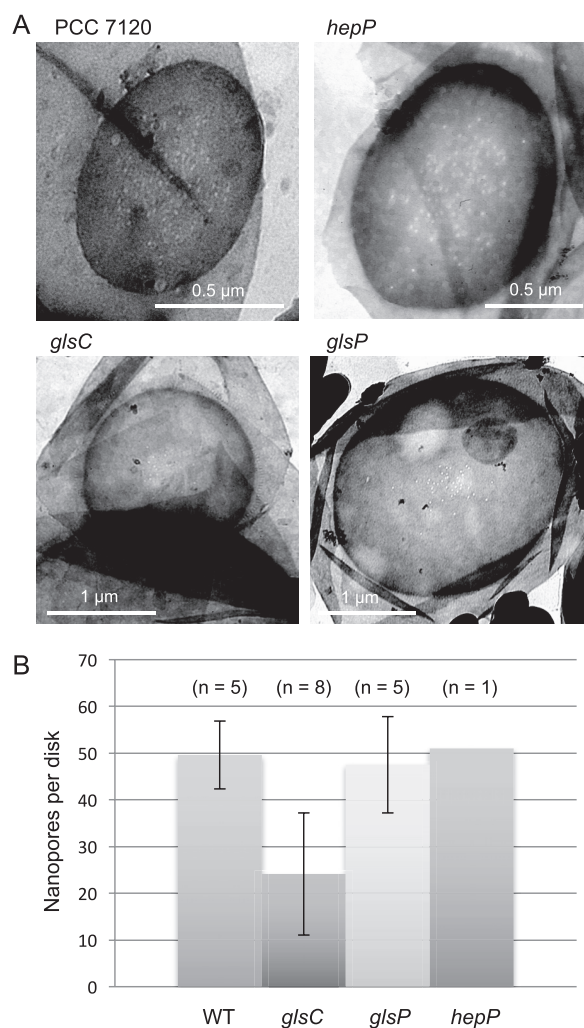 A
PCC 7120
hepP
0.5 µm
0.5 µm
glsC
glsP
1 µm
1 µm
B
70
60
50
40
30
20
10
0
Nanopores per disk
(n = 5)
(n = 8)
(n = 5)
(n = 1)
WT
glsC
glsP
hepP